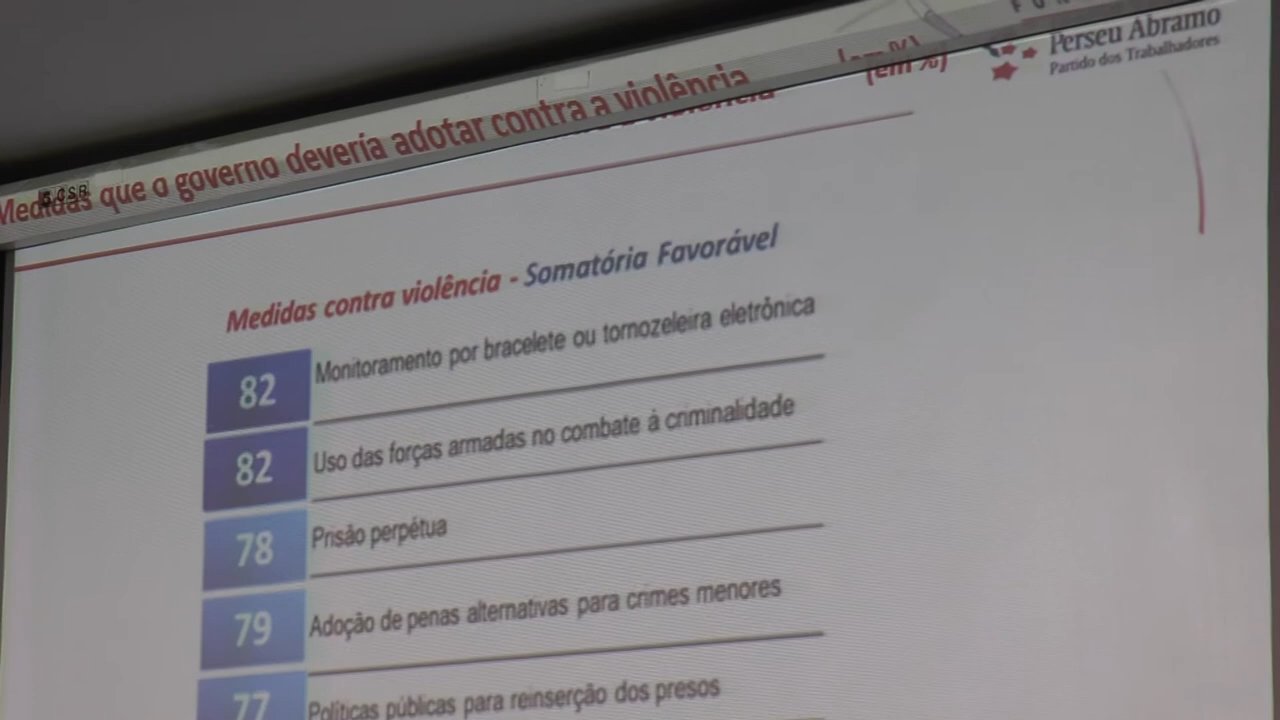 Perseu Abramo
Partido dos Trabalhadores
Medidas que o governo deveria adotar contra a violência (em %)
Medidas contra violência - Somatória Favorável
82 Monitoramento por bracelete ou tornozeleira eletrônica
82 Uso das forças armadas no combate à criminalidade
78 Prisão perpétua
79 Adoção de penas alternativas para crimes menores
77 Políticas públicas para reinserção dos presos